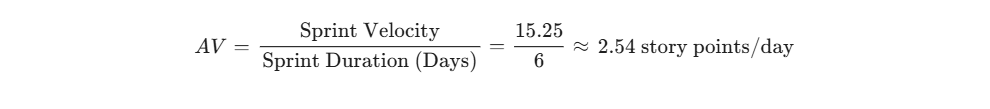 AV = Sprint Velocity / Sprint Duration (Days) = 15.25 / 6 ≈ 2.54 story points/day